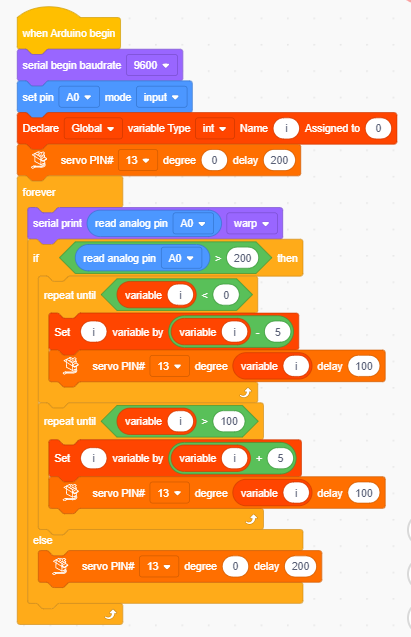 when Arduino begin
serial begin baudrate 9600
set pin A0 mode input
Declare Global variable Type int Name i Assigned to 0
servo PIN# 13 degree 0 delay 200
forever
serial print read analog pin A0 warp
if read analog pin A0 > 200 then
repeat until variable i < 0
Set i variable by variable i - 5
servo PIN# 13 degree variable i delay 100
repeat until variable i > 100
Set i variable by variable i + 5
servo PIN# 13 degree variable i delay 100
else
servo PIN# 13 degree 0 delay 200